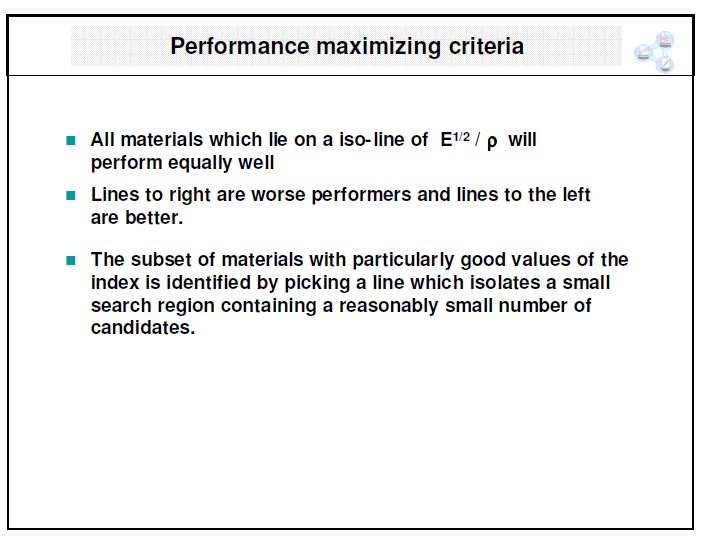 Performance maximizing criteria
All materials which lie on a iso-line of E1/2 / ρ will
perform equally well
Lines to right are worse performers and lines to the left
are better.
The subset of materials with particularly good values of the
index is identified by picking a line which isolates a small
search region containing a reasonably small number of
candidates.